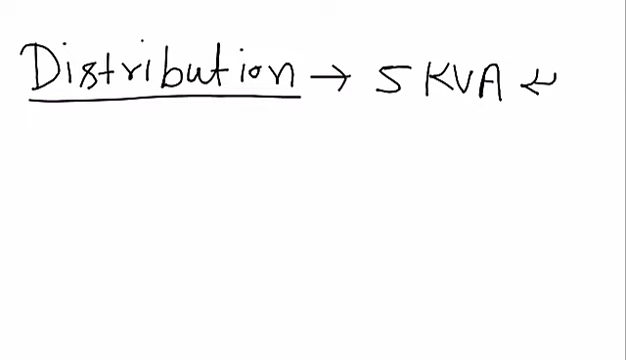 Distribution → 5 KVA ↩